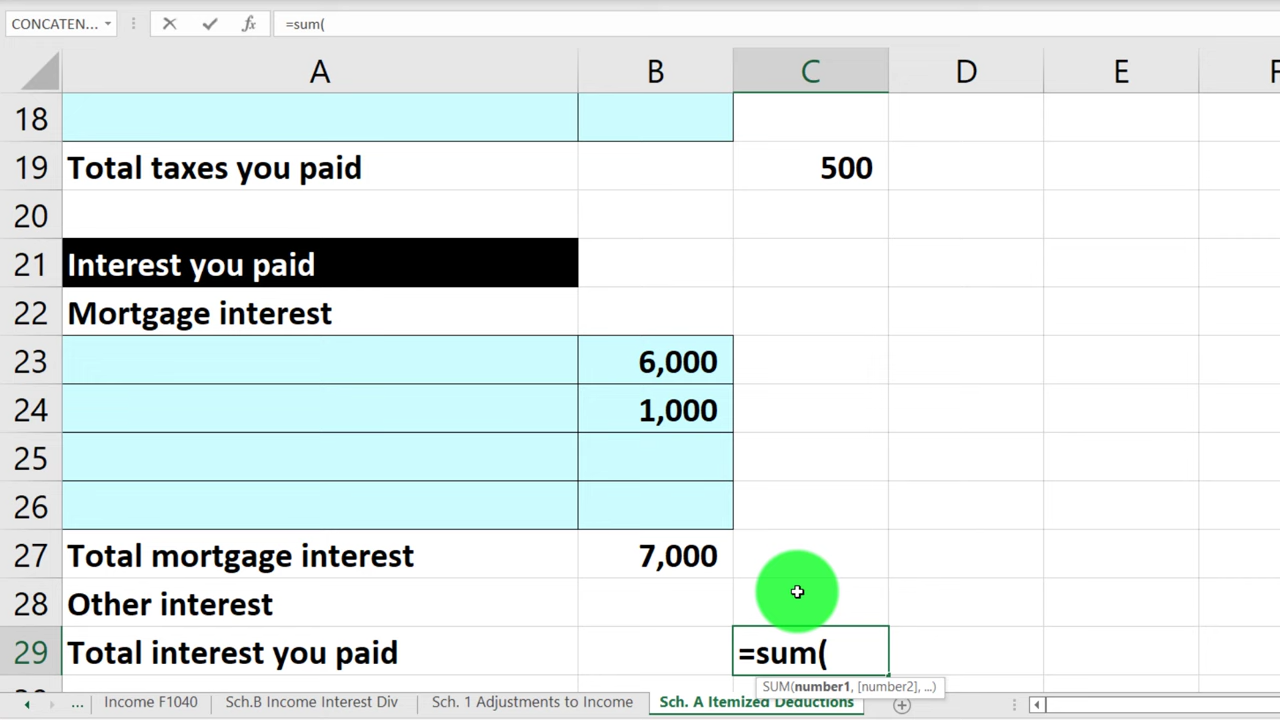 CONCATEN... =sum(
A B C D E F
18
19 Total taxes you paid 500
20
21 Interest you paid
22 Mortgage interest
23 6,000
24 1,000
25
26
27 Total mortgage interest 7,000
28 Other interest
29 Total interest you paid =sum(
SUM(number1, [number2], ...)
... Income F1040 Sch.B Income Interest Div Sch. 1 Adjustments to Income Sch. A Itemized Deductions